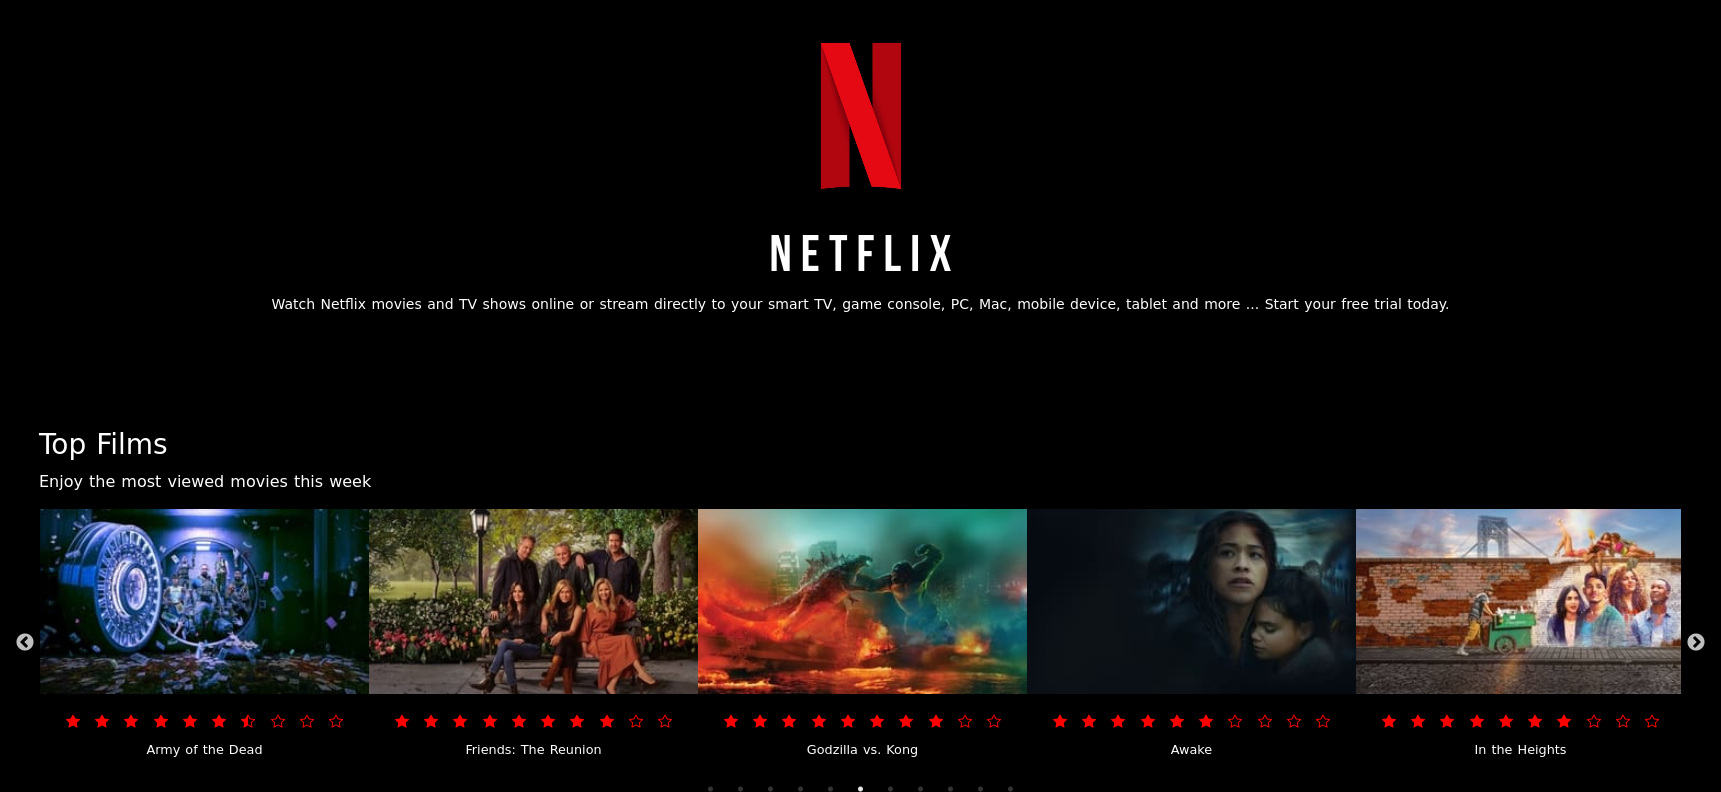 NETFLIX
Watch Netflix movies and TV shows online or stream directly to your smart TV, game console, PC, Mac, mobile device, tablet and more ... Start your free trial today.
Top Films
Enjoy the most viewed movies this week
Army of the Dead
Friends: The Reunion
Godzilla vs. Kong
Awake
In the Heights